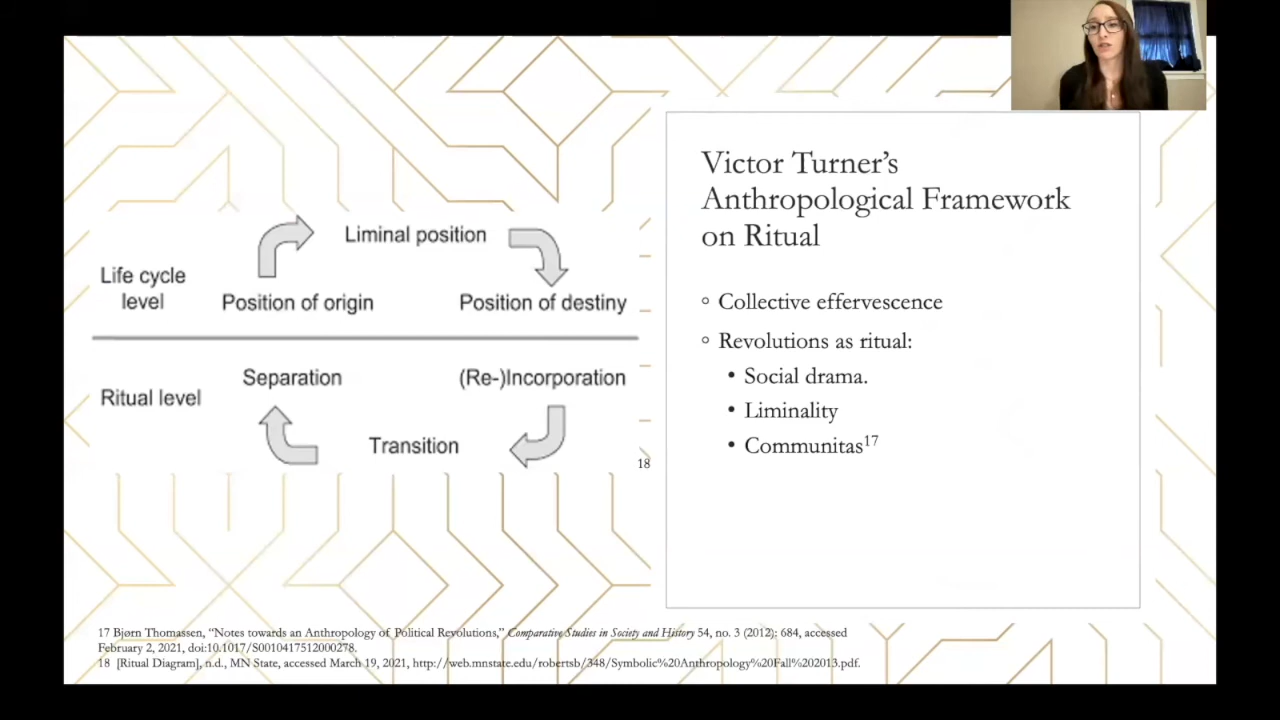 Victor Turner's
Anthropological Framework
on Ritual
Collective effervescence
Revolutions as ritual:
• Social drama.
• Liminality
• Communitas17
Liminal position
Life cycle
level
Position of origin
Position of destiny
Separation
(Re-)Incorporation
Ritual level
Transition
18
17 Bjørn Thomassen, “Notes towards an Anthropology of Political Revolutions,” Comparative Studies in Society and History 54, no. 3 (2012): 684, accessed
February 2, 2021, doi:10.1017/S0010417512000278.
18 [Ritual Diagram], n.d., MN State, accessed March 19, 2021, http://web.mnstate.edu/robertsb/348/Symbolic%20Anthropology%20Fall%202013.pdf.